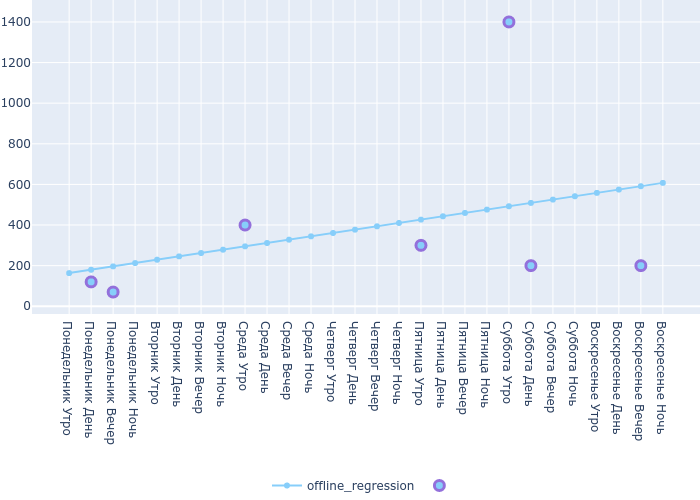 1400
1200
1000
800
600
400
200
0
Понедельник Утро
Понедельник День
Понедельник Вечер
Понедельник Ночь
Вторник Утро
Вторник День
Вторник Вечер
Вторник Ночь
Среда Утро
Среда День
Среда Вечер
Среда Ночь
Четверг Утро
Четверг День
Четверг Вечер
Четверг Ночь
Пятница Утро
Пятница День
Пятница Вечер
Пятница Ночь
Суббота Утро
Суббота День
Суббота Вечер
Суббота Ночь
Воскресенье Утро
Воскресенье День
Воскресенье Вечер
Воскресенье Ночь
offline_regression